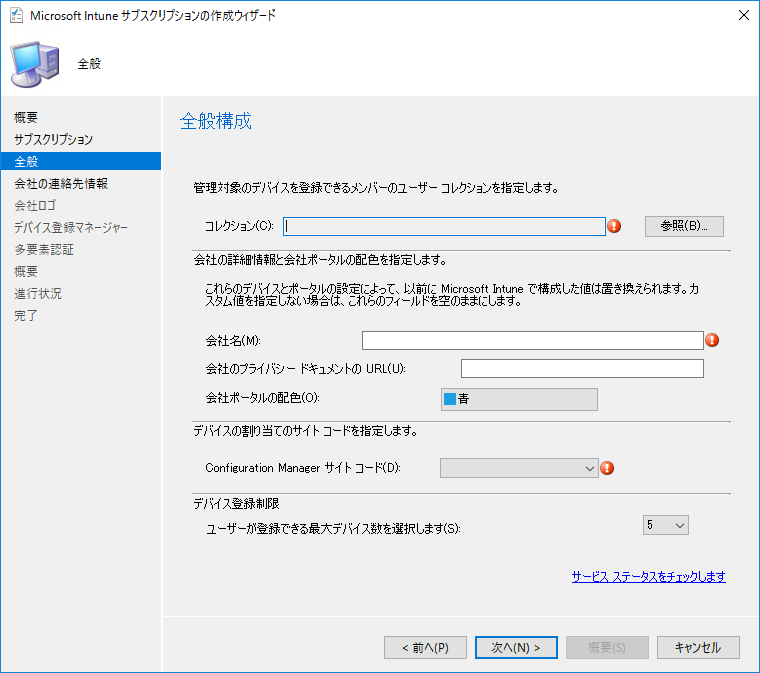 Microsoft Intune サブスクリプションの作成ウィザード
全般
概要
サブスクリプション
全般
会社の連絡先情報
会社ロゴ
デバイス登録マネージャー
多要素認証
概要
進行状況
完了
全般構成
管理対象のデバイスを登録できるメンバーのユーザー コレクションを指定します。
コレクション(C):
参照(B)...
会社の詳細情報と会社ポータルの配色を指定します。
これらのデバイスとポータルの設定によって、以前に Microsoft Intune で構成した値は置き換えられます。カ
スタム値を指定しない場合は、これらのフィールドを空のままにします。
会社名(M):
会社のプライバシー ドキュメントの URL(U):
会社ポータルの配色(O):
青
デバイスの割り当てのサイト コードを指定します。
Configuration Manager サイト コード(D):
デバイス登録制限
ユーザーが登録できる最大デバイス数を選択します(S):
5
サービス ステータスをチェックします
< 前へ(P)
次へ(N) >
概要(S)
キャンセル